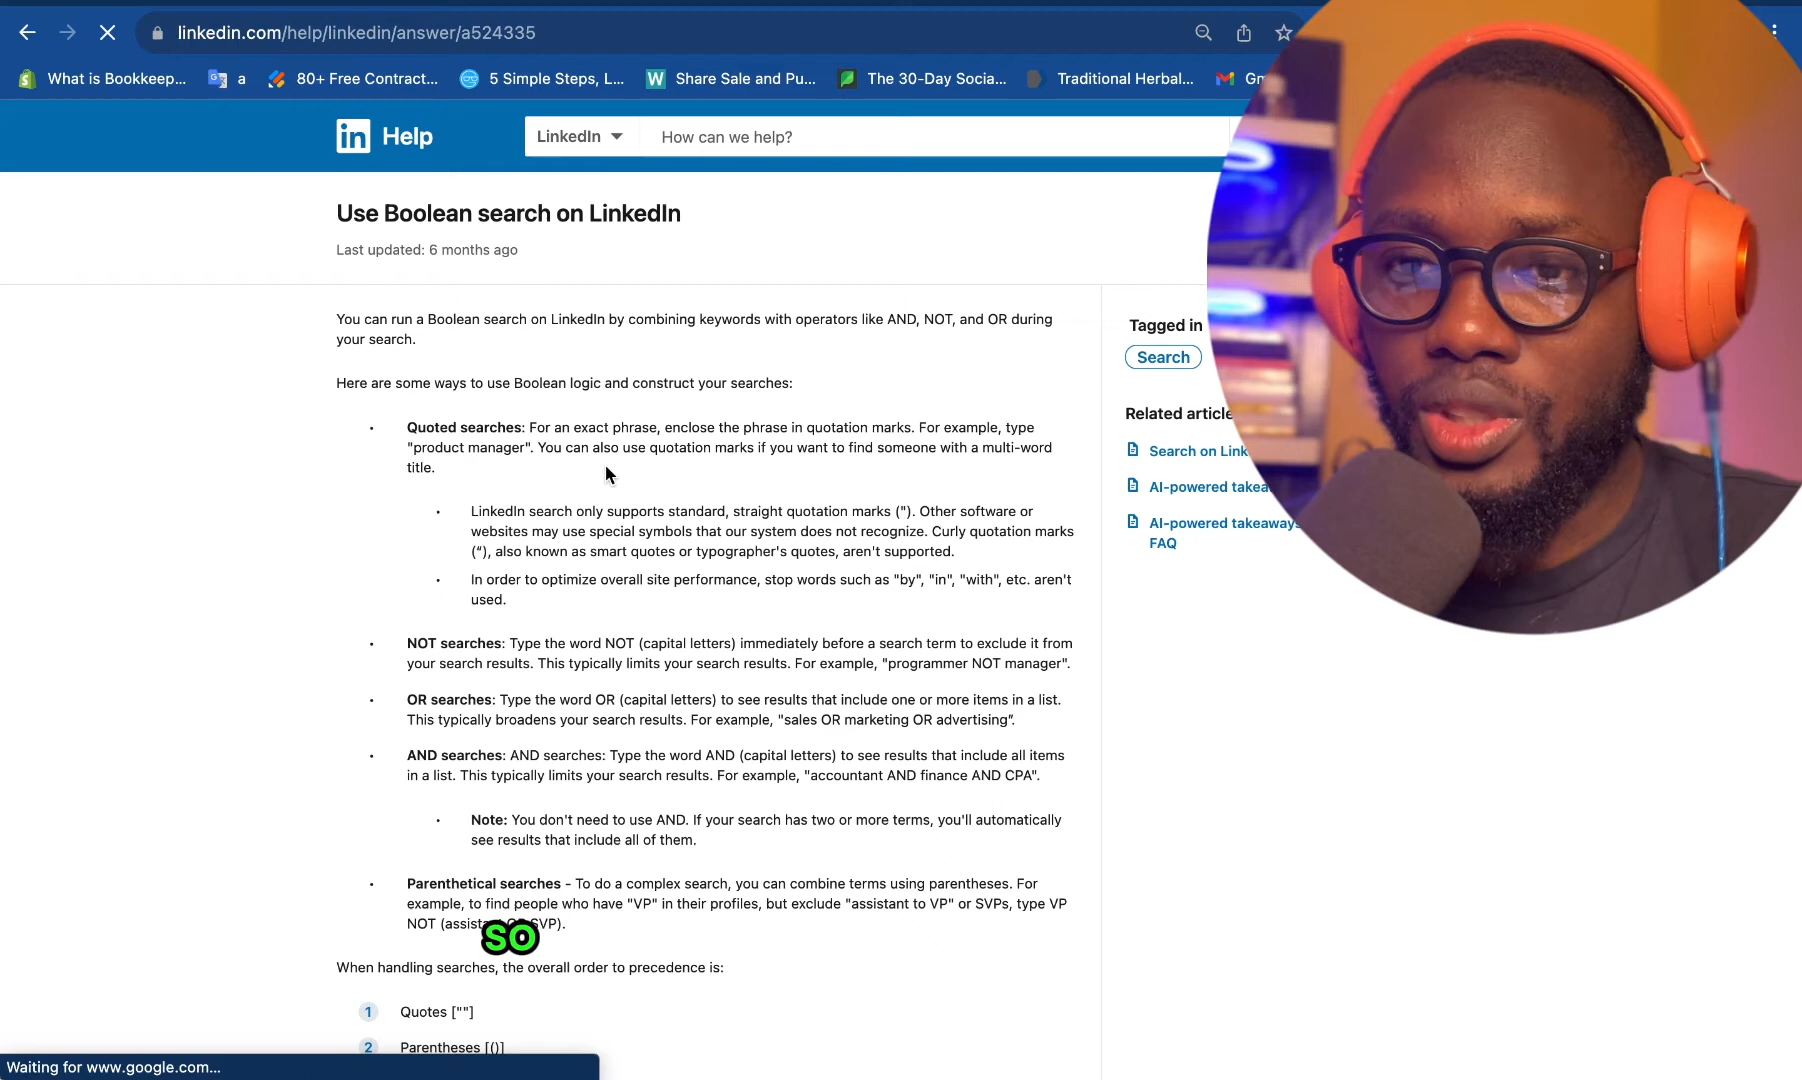 linkedin.com/help/linkedin/answer/a524335
What is Bookkeep... a 80+ Free Contract... 5 Simple Steps, L... W Share Sale and Pu... The 30-Day Socia... Traditional Herbal... Gm
in Help LinkedIn How can we help?
Use Boolean search on LinkedIn
Last updated: 6 months ago
You can run a Boolean search on LinkedIn by combining keywords with operators like AND, NOT, and OR during
your search.
Here are some ways to use Boolean logic and construct your searches:
• Quoted searches: For an exact phrase, enclose the phrase in quotation marks. For example, type
"product manager". You can also use quotation marks if you want to find someone with a multi-word
title.
• LinkedIn search only supports standard, straight quotation marks ("). Other software or
websites may use special symbols that our system does not recognize. Curly quotation marks
(“), also known as smart quotes or typographer's quotes, aren't supported.
• In order to optimize overall site performance, stop words such as "by", "in", "with", etc. aren't
used.
• NOT searches: Type the word NOT (capital letters) immediately before a search term to exclude it from
your search results. This typically limits your search results. For example, "programmer NOT manager".
• OR searches: Type the word OR (capital letters) to see results that include one or more items in a list.
This typically broadens your search results. For example, "sales OR marketing OR advertising”.
• AND searches: AND searches: Type the word AND (capital letters) to see results that include all items
in a list. This typically limits your search results. For example, "accountant AND finance AND CPA".
• Note: You don't need to use AND. If your search has two or more terms, you'll automatically
see results that include all of them.
• Parenthetical searches - To do a complex search, you can combine terms using parentheses. For
example, to find people who have "VP" in their profiles, but exclude "assistant to VP" or SVPs, type VP
NOT (assist SVP).
SO
When handling searches, the overall order to precedence is:
1 Quotes [""]
2 Parentheses [()]
Tagged in
Search
Related article
Search on Link
AI-powered takea
AI-powered takeaways
FAQ
Waiting for www.google.com...